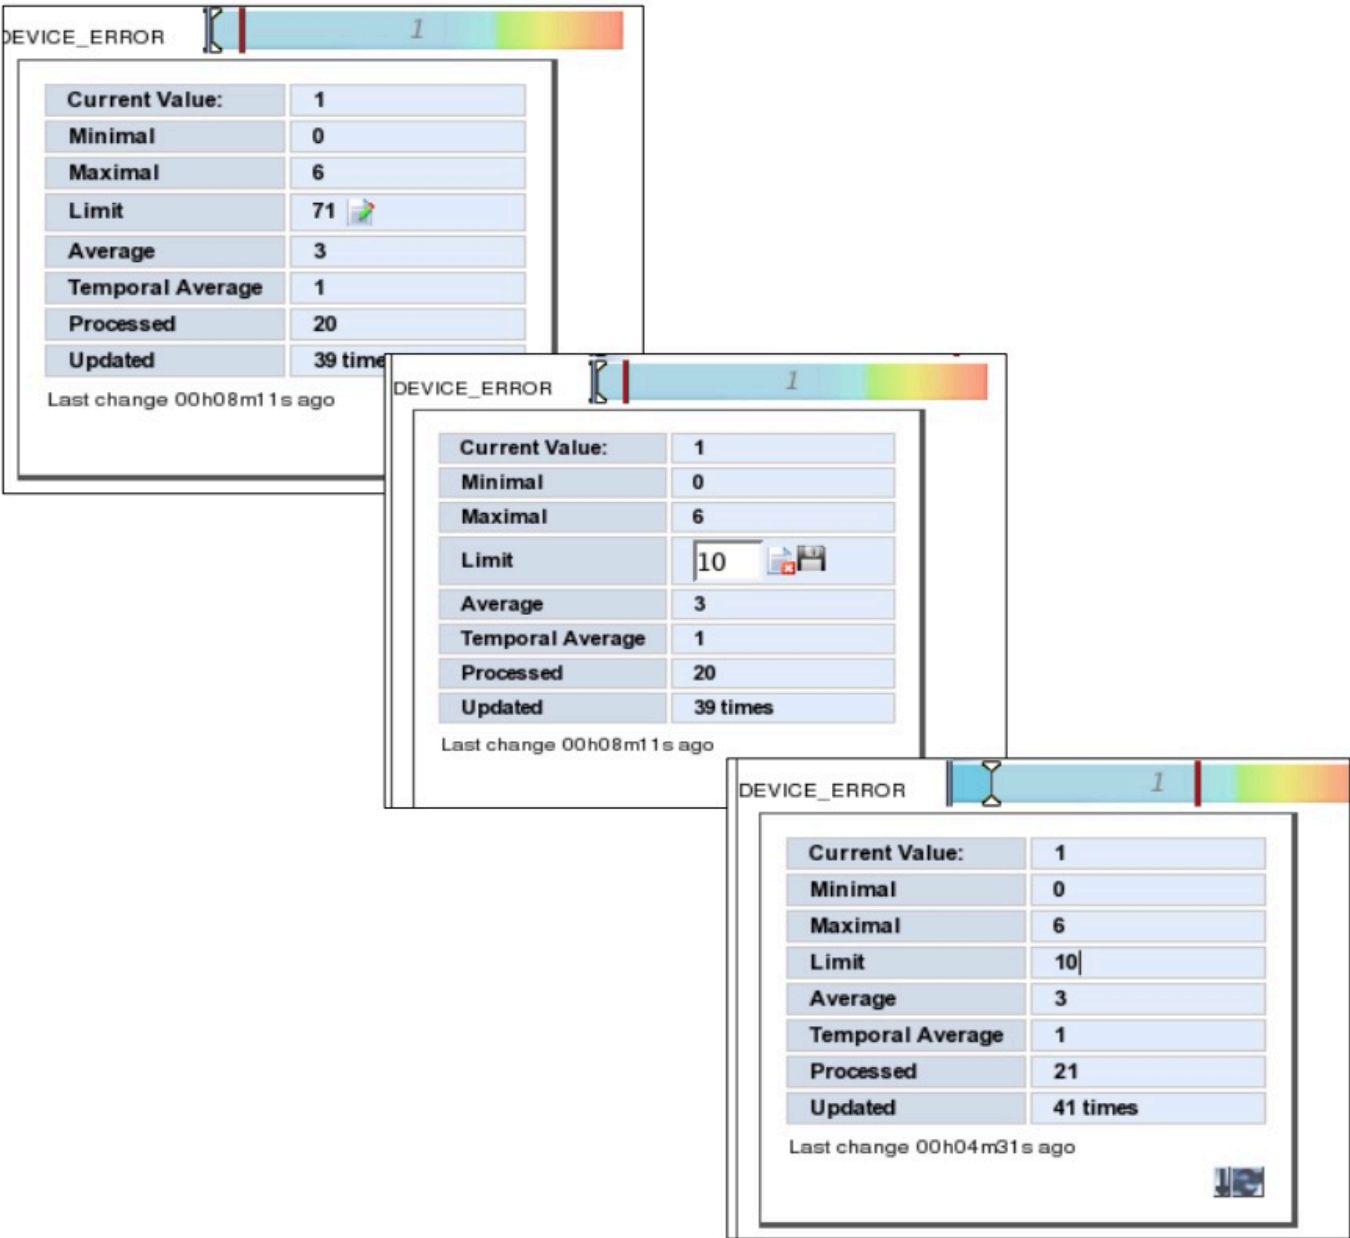 DEVICE_ERROR 1
Current Value: 1
Minimal 0
Maximal 6
Limit 71
Average 3
Temporal Average 1
Processed 20
Updated 39 time
Last change 00h08m11s ago
DEVICE_ERROR 1
Current Value: 1
Minimal 0
Maximal 6
Limit 10
Average 3
Temporal Average 1
Processed 20
Updated 39 times
Last change 00h08m11s ago
DEVICE_ERROR 1
Current Value: 1
Minimal 0
Maximal 6
Limit 10
Average 3
Temporal Average 1
Processed 21
Updated 41 times
Last change 00h04m31s ago